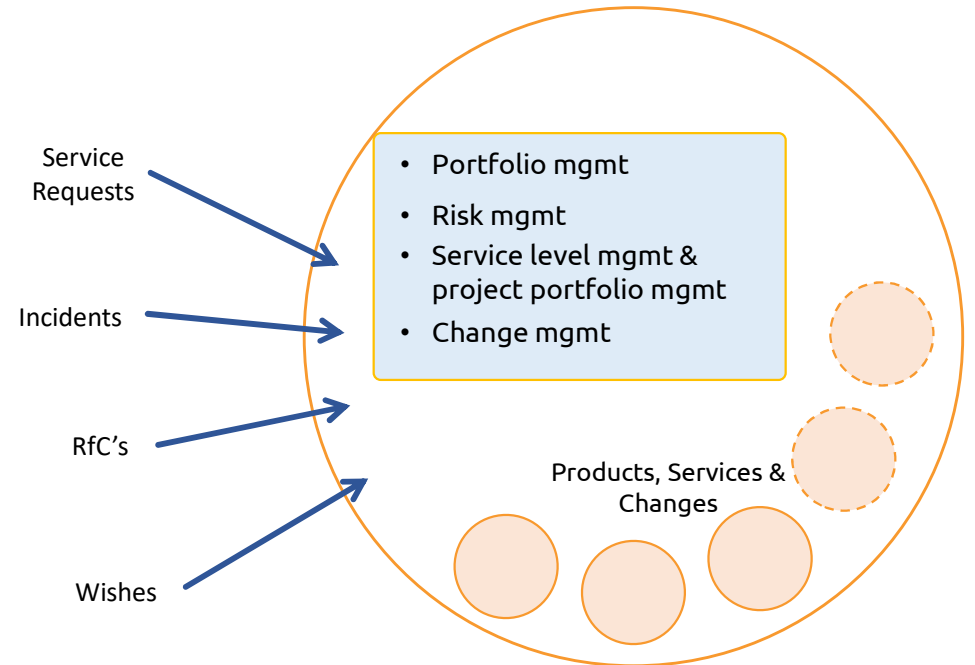 Service
Requests
Incidents
RfC's
Wishes
• Portfolio mgmt
• Risk mgmt
• Service level mgmt &
project portfolio mgmt
• Change mgmt
Products, Services &
Changes